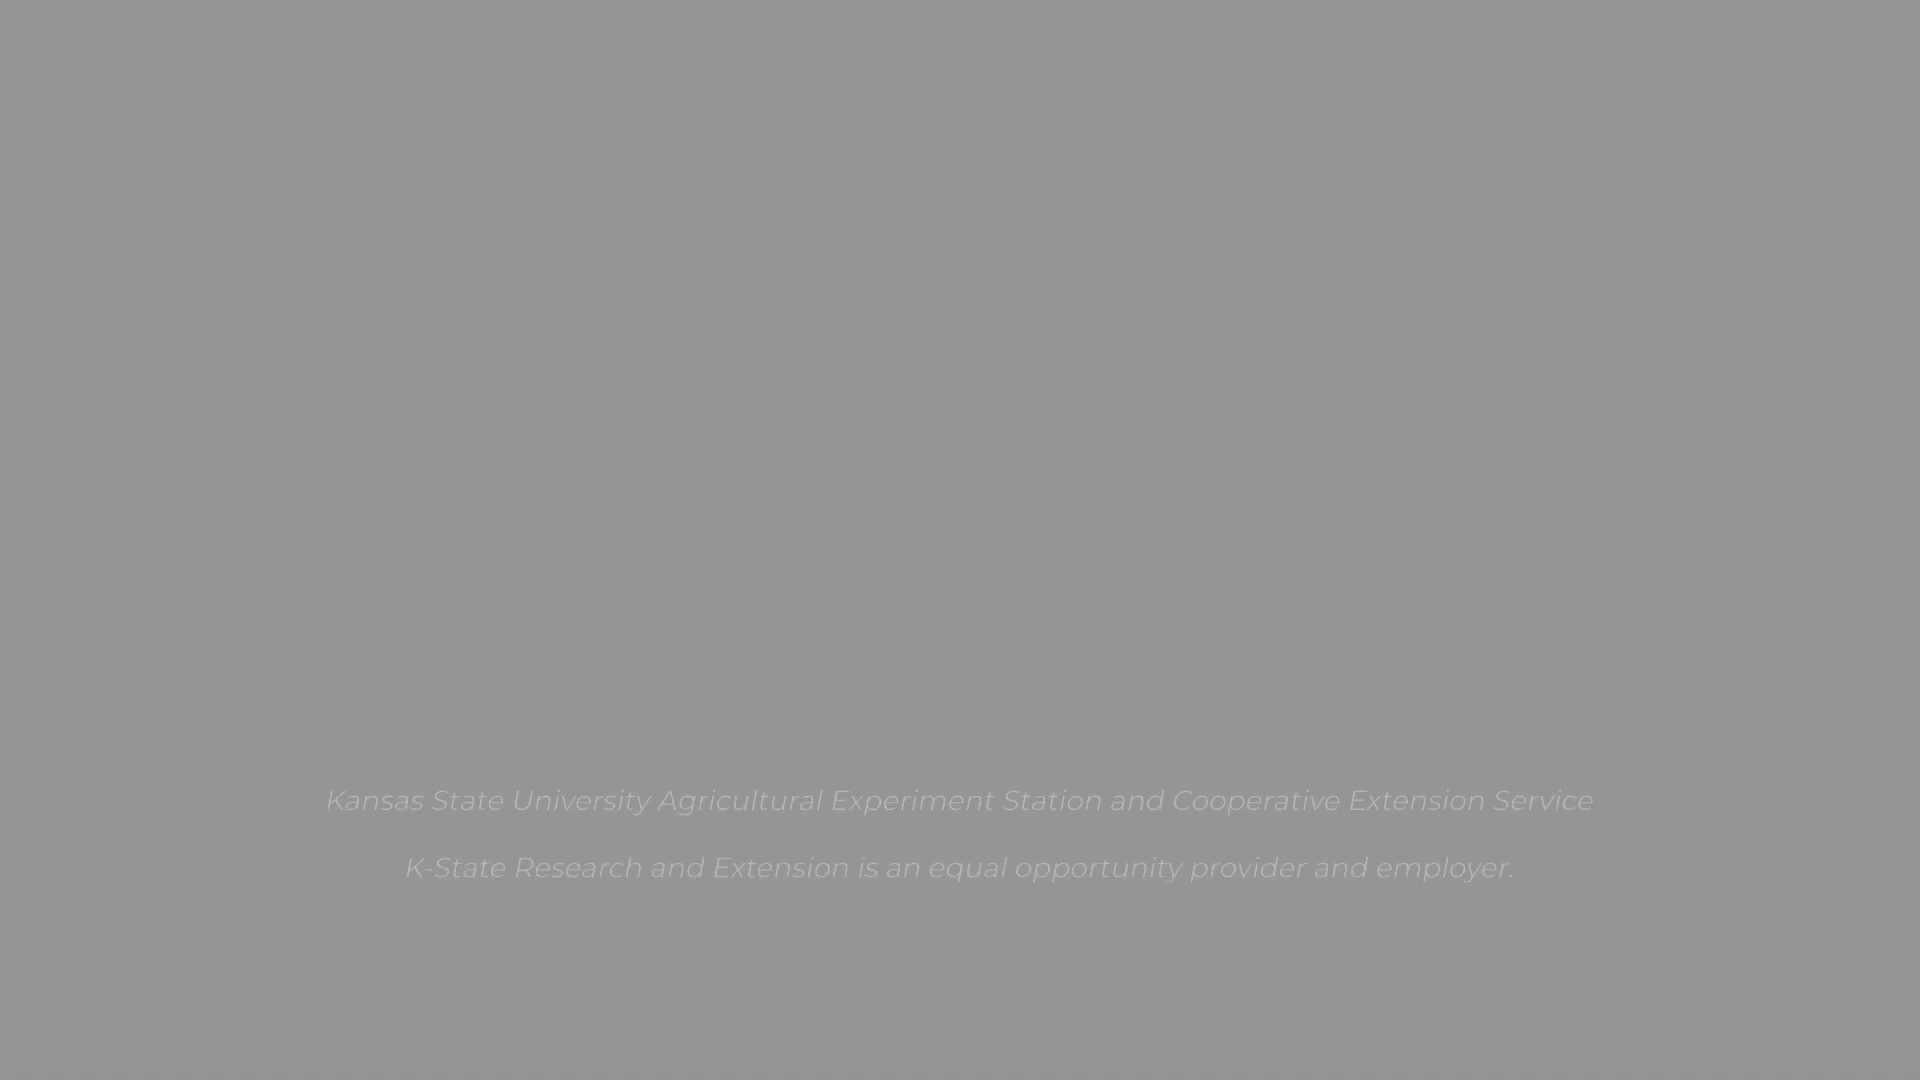 Kansas State University Agricultural Experiment Station and Cooperative Extension Service
K-State Research and Extension is an equal opportunity provider and employer.